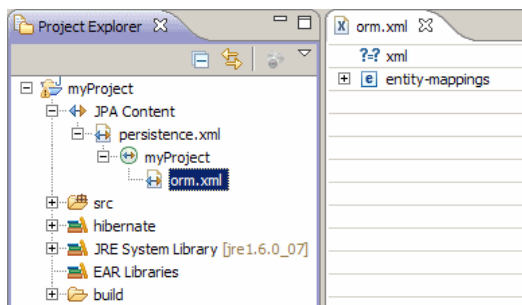 Project Explorer
myProject
JPA Content
persistence.xml
myProject
orm.xml
src
hibernate
JRE System Library [jre1.6.0_07]
EAR Libraries
build
orm.xml
?=? xml
e entity-mappings